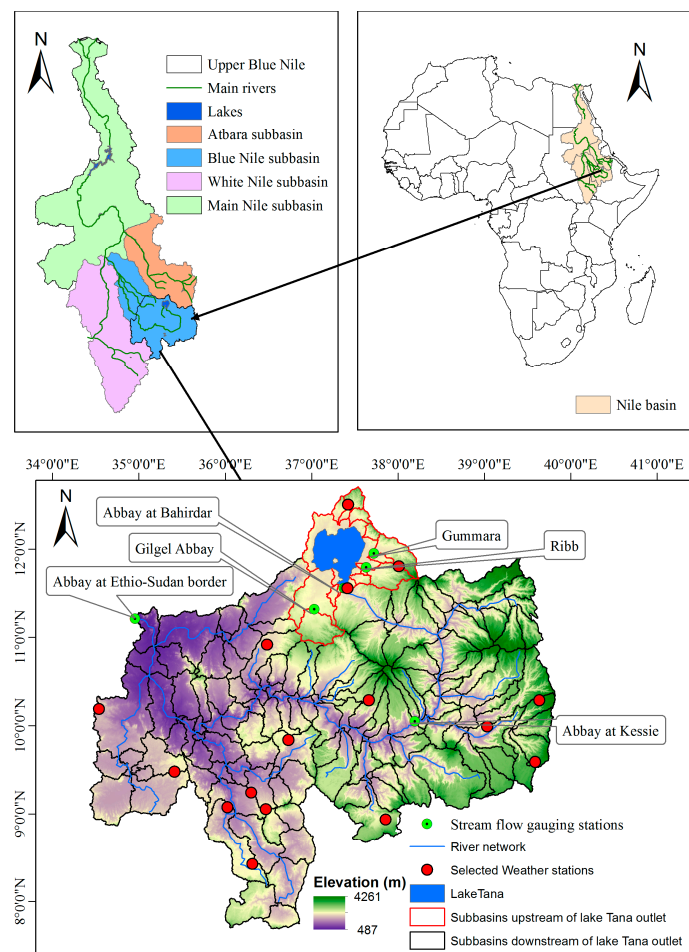 N
Upper Blue Nile
Main rivers
Lakes
Atbara subbasin
Blue Nile subbasin
White Nile subbasin
Main Nile subbasin
N
Nile basin
34°0'0"E 35°0'0"E 36°0'0"E 37°0'0"E 38°0'0"E 39°0'0"E 40°0'0"E 41°0'0"E
N
12°0'0"N
11°0'0"N
10°0'0"N
9°0'0"N
8°0'0"N
Abbay at Bahirdar
Gilgel Abbay
Abbay at Ethio-Sudan border
Gummara
Ribb
Abbay at Kessie
Stream flow gauging stations
River network
Selected Weather stations
LakeTana
Subbasins upstream of lake Tana outlet
Subbasins downstream of lake Tana outlet
Elevation (m)
4261
487